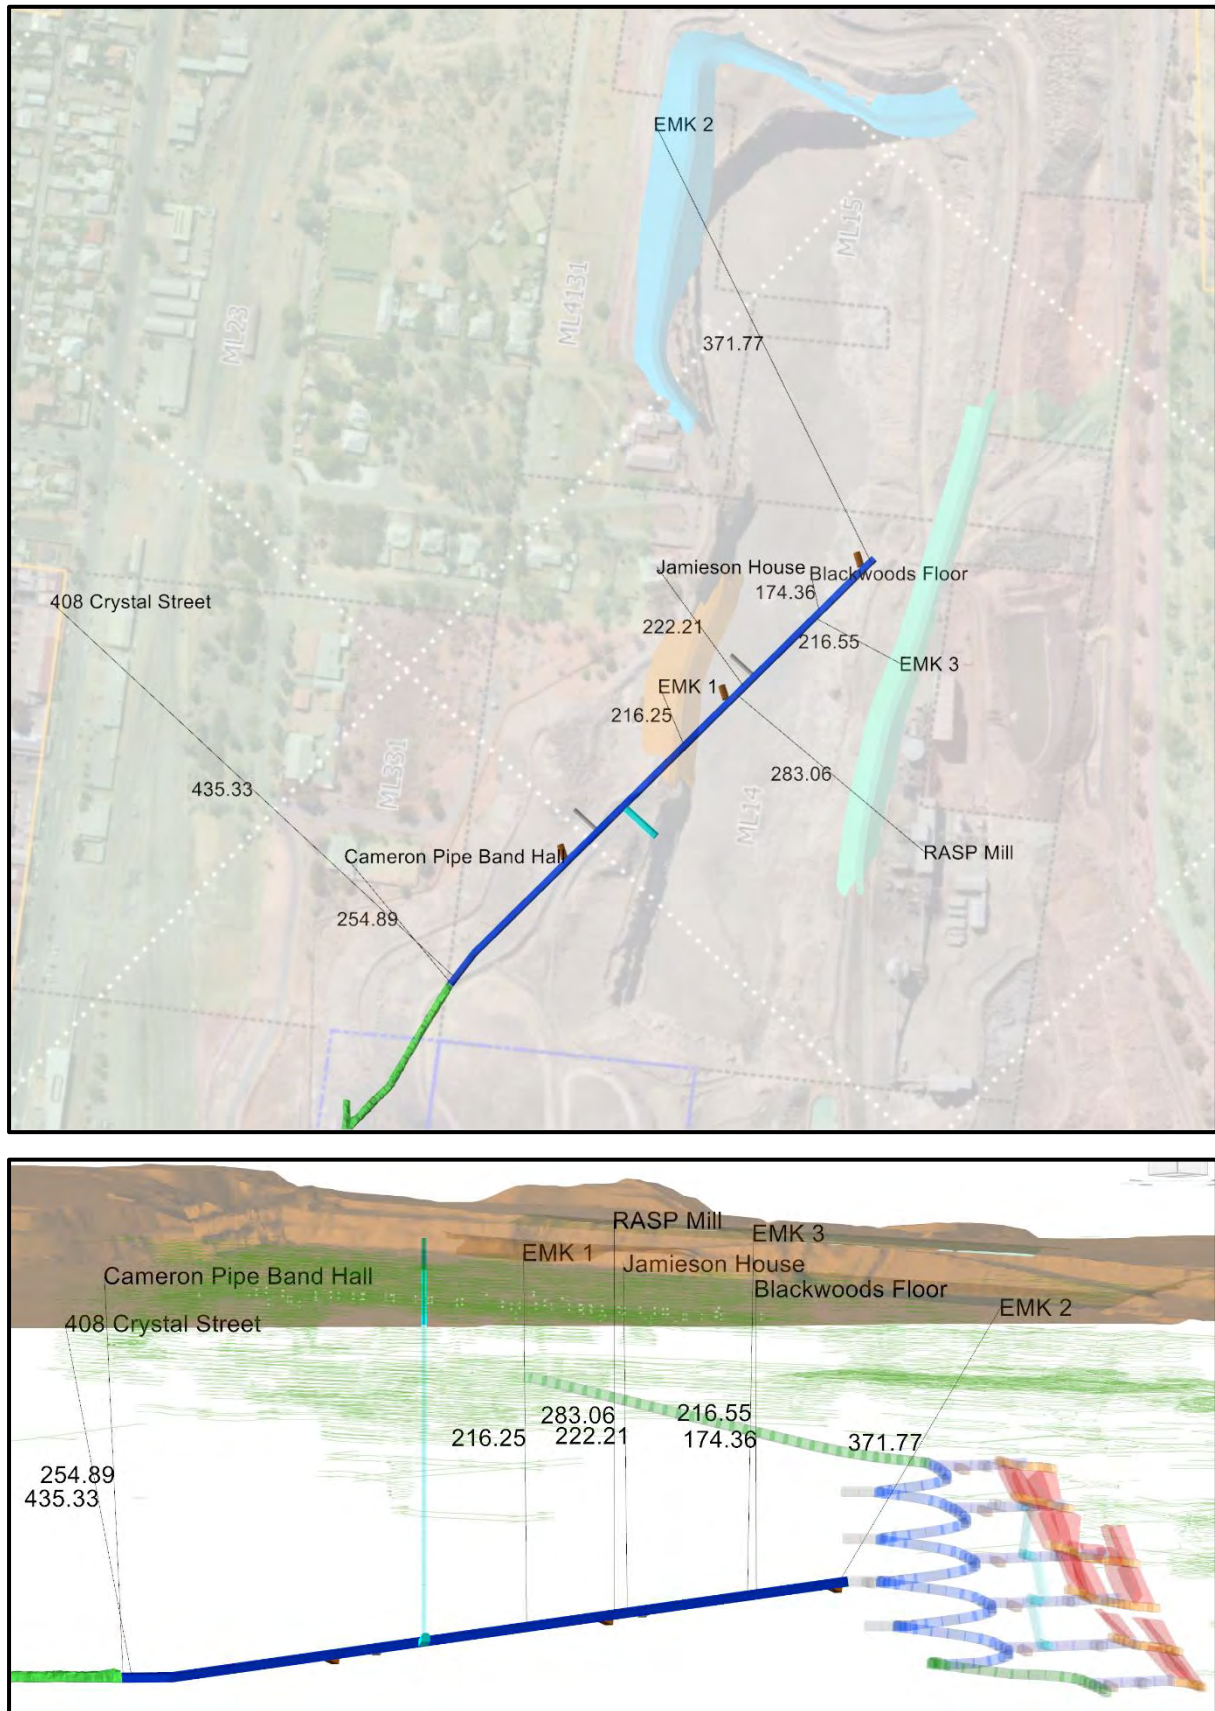 EMK 2
ML15
ML4131
ML23
371.77
Jamieson House
Blackwoods Floor
174.36
408 Crystal Street
222.21
216.55
EMK 3
EMK 1
216.25
283.06
435.33
ML331
ML14
RASP Mill
Cameron Pipe Band Hall
254.89
RASP Mill
EMK 3
EMK 1
Jamieson House
Cameron Pipe Band Hall
Blackwoods Floor
EMK 2
408 Crystal Street
283.06
216.55
216.25
222.21
174.36
371.77
254.89
435.33